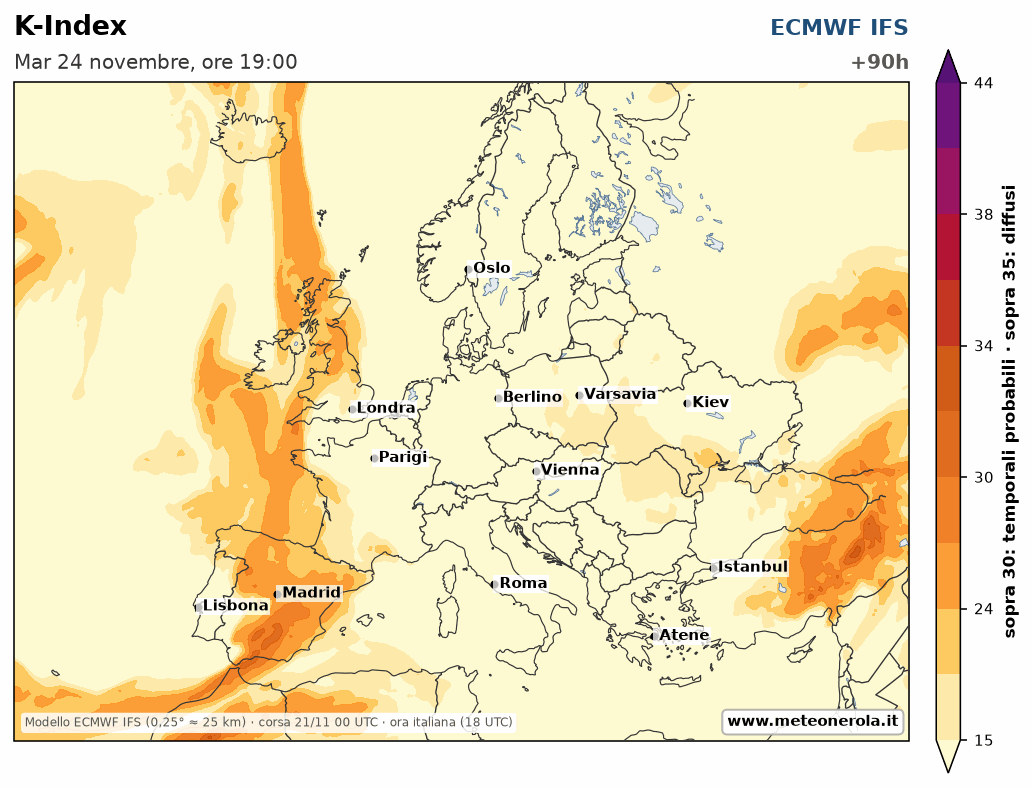 K-Index
ECMWF IFS
Mar 24 novembre, ore 19:00
+90h
44
38
34
30
24
15
sopra 30: temporali probabili · sopra 35: diffusi
Oslo
Berlino
Varsavia
Kiev
Londra
Parigi
Vienna
Istanbul
Roma
Madrid
Lisbona
Atene
Modello ECMWF IFS (0,25° ≈ 25 km) · corsa 21/11 00 UTC · ora italiana (18 UTC)
www.meteonerola.it